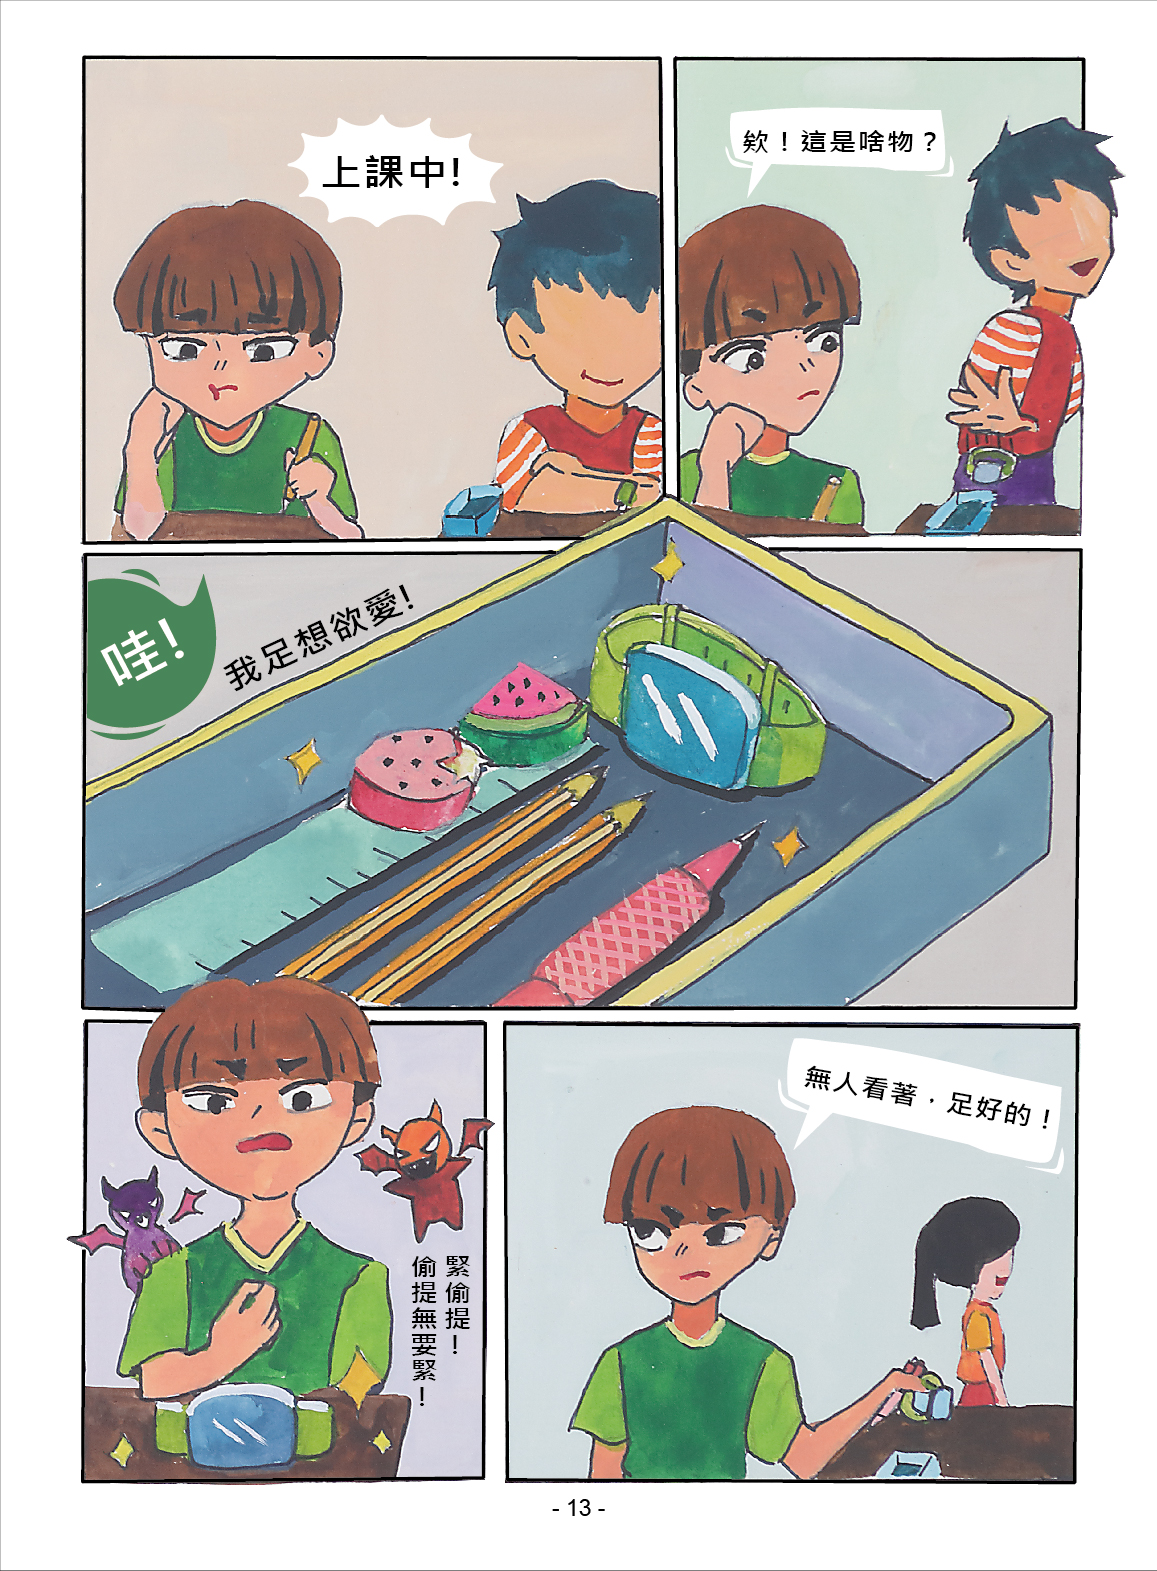 上課中!
欸！這是啥物？
哇!
我足想欲愛!
緊偷提！
偷提無要緊！
無人看著，足好的！
- 13 -